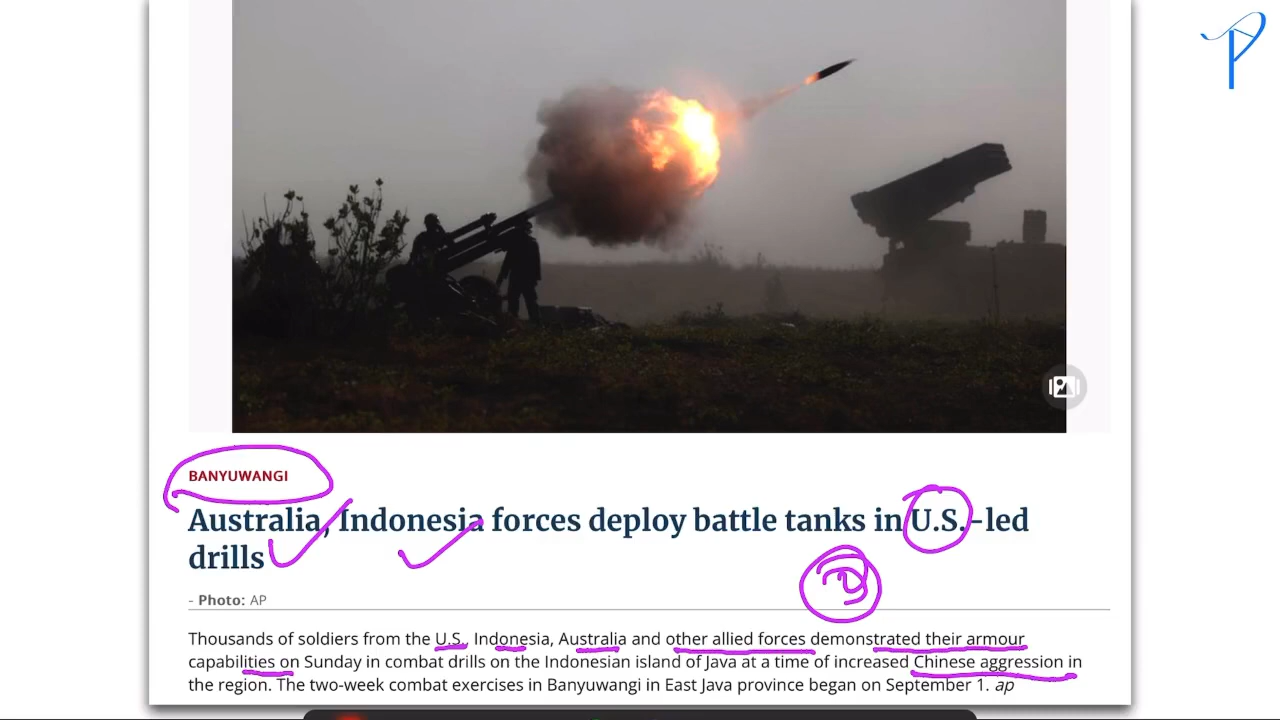 BANYUWANGI
Australia, Indonesia forces deploy battle tanks in U.S.-led
drills
- Photo: AP
Thousands of soldiers from the U.S., Indonesia, Australia and other allied forces demonstrated their armour
capabilities on Sunday in combat drills on the Indonesian island of Java at a time of increased Chinese aggression in
the region. The two-week combat exercises in Banyuwangi in East Java province began on September 1. ap